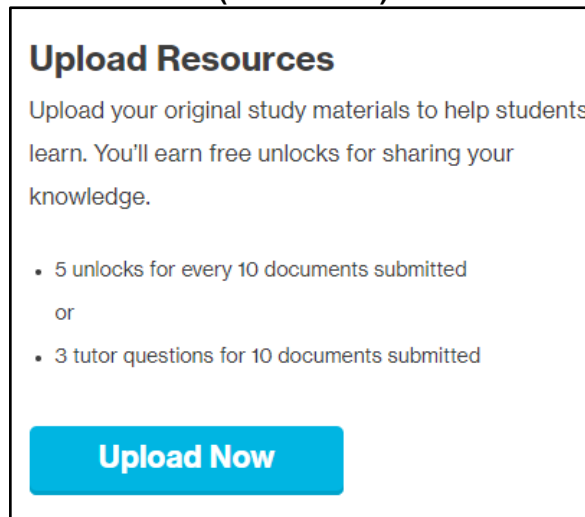 Upload Resources
Upload your original study materials to help students
learn. You'll earn free unlocks for sharing your
knowledge.
• 5 unlocks for every 10 documents submitted
or
• 3 tutor questions for 10 documents submitted
Upload Now